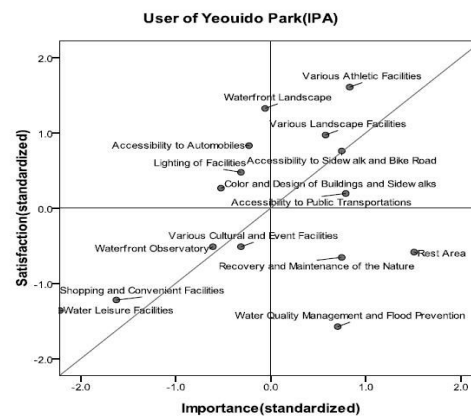 User of Yeouido Park(IPA)
Various Athletic Facilities
2.0
Waterfront Landscape
Various Landscape Facilities
1.0
Accessibility to Automobiles
Accessibility to Sidewalk and Bike Road
Lighting of Facilities
Color and Design of Buildings and Sidewalks
Accessibility to Public Transportations
0.0
Various Cultural and Event Facilities
Waterfront Observatory
Rest Area
Recovery and Maintenance of the Nature
-1.0
Shopping and Convenient Facilities
Water Leisure Facilities
Water Quality Management and Flood Prevention
-2.0
Satisfaction(standardized)
-2.0 -1.0 0.0 1.0 2.0
Importance(standardized)